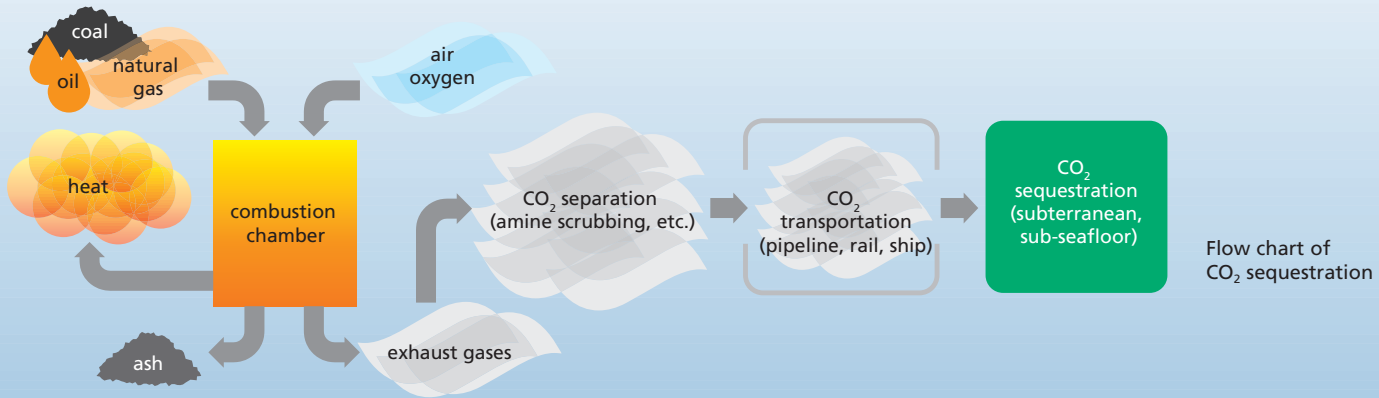 coal
oil
natural
gas
air
oxygen
heat
combustion
chamber
ash
exhaust gases
CO₂ separation
(amine scrubbing, etc.)
CO₂
transportation
(pipeline, rail, ship)
CO₂
sequestration
(subterranean,
sub-seafloor)
Flow chart of
CO₂ sequestration